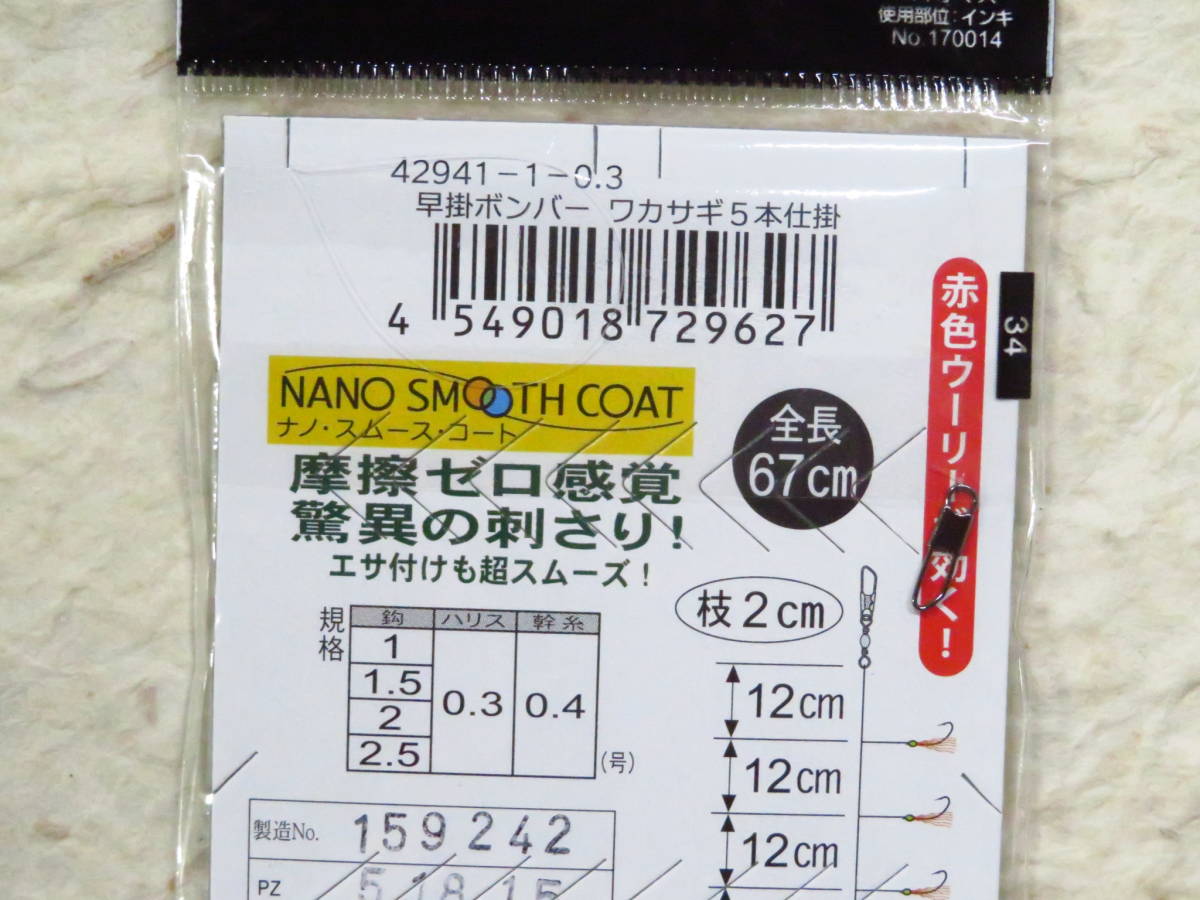 使用部位：インキ
No.170014
42941-1-0.3
早掛ボンバー ワカサギ5本仕掛
4 549018 729627
34
赤色ウーリーが効く！
NANO SMOOTH COAT
ナノ・スムース・コート
全長
67cm
摩擦ゼロ感覚
驚異の刺さり！
エサ付けも超スムーズ！
枝2cm
規格
鈎 ハリス 幹糸
1
1.5
2
2.5
0.3 0.4
(号)
12cm
12cm
12cm
製造No. 159242
PZ 51815